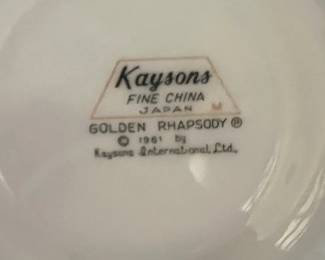 Kaysons
FINE CHINA
JAPAN
GOLDEN RHAPSODY ®
© 1961 by
Kaysons International, Ltd.